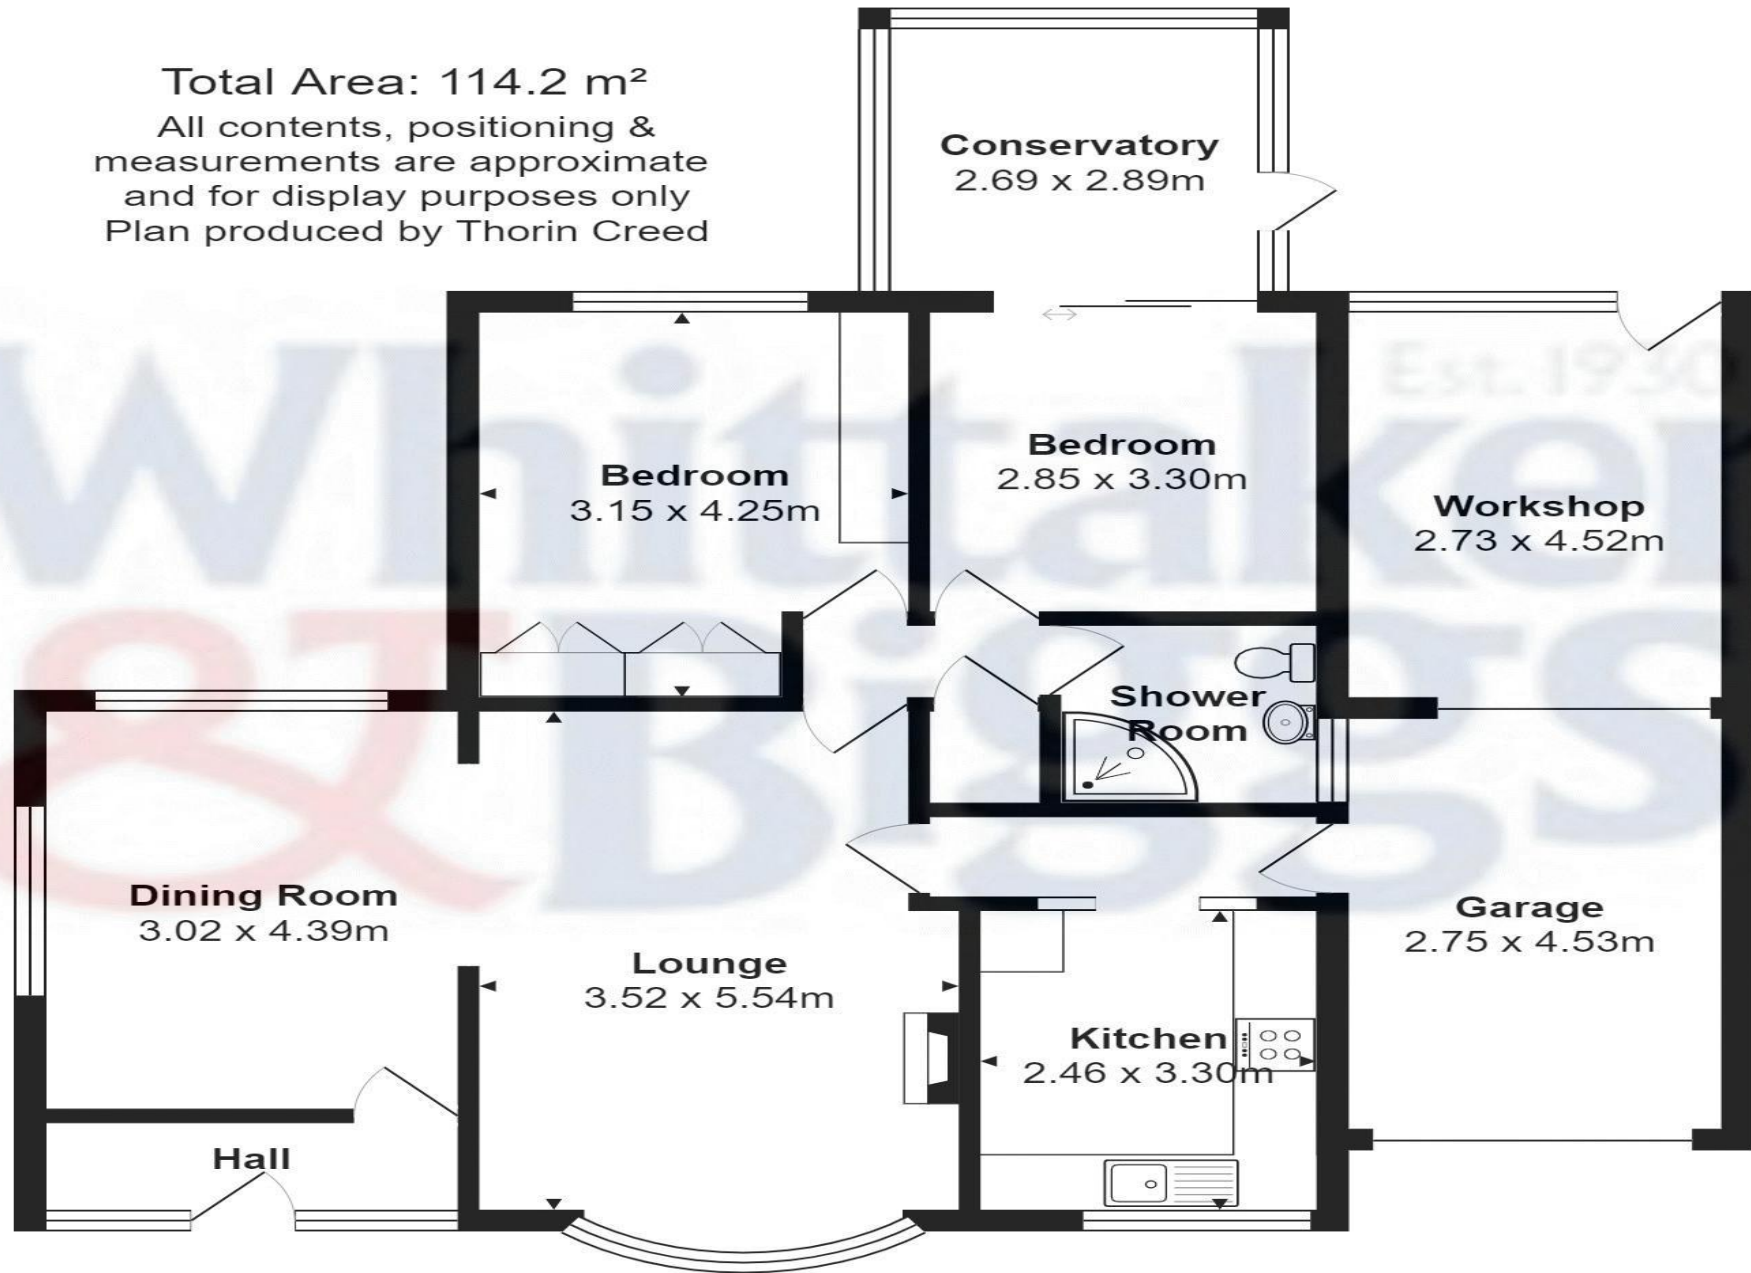 Total Area: 114.2 m²
All contents, positioning &
measurements are approximate
and for display purposes only
Plan produced by Thorin Creed
Conservatory
2.69 x 2.89m
Est. 1930
Whittaker
& Biggs
Bedroom
3.15 x 4.25m
Bedroom
2.85 x 3.30m
Workshop
2.73 x 4.52m
Shower
Room
Dining Room
3.02 x 4.39m
Lounge
3.52 x 5.54m
Garage
2.75 x 4.53m
Kitchen
2.46 x 3.30m
Hall